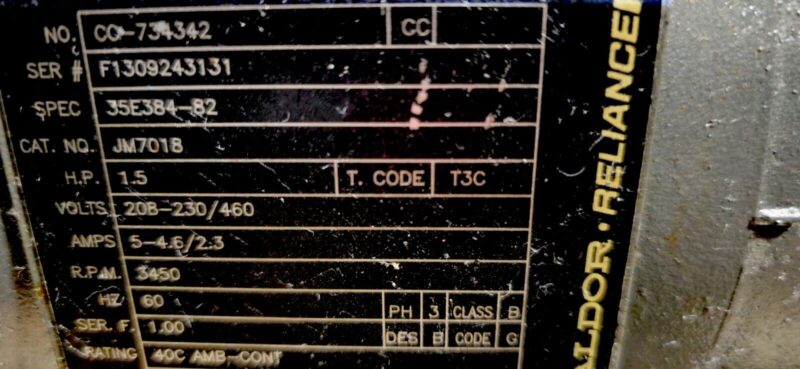 NO. CO-734342 CC
SER # F1309243131
SPEC 35E384-82
CAT. NO. JM7018
H.P. 1.5 T. CODE T3C
VOLTS 208-230/460
AMPS 5-4.6/2.3
R.P.M. 3450
HZ 60 PH 3 CLASS B
SER. F. 1.00 DES B CODE G
RATING 40C AMB-CONT
ALDOR · RELIANCE